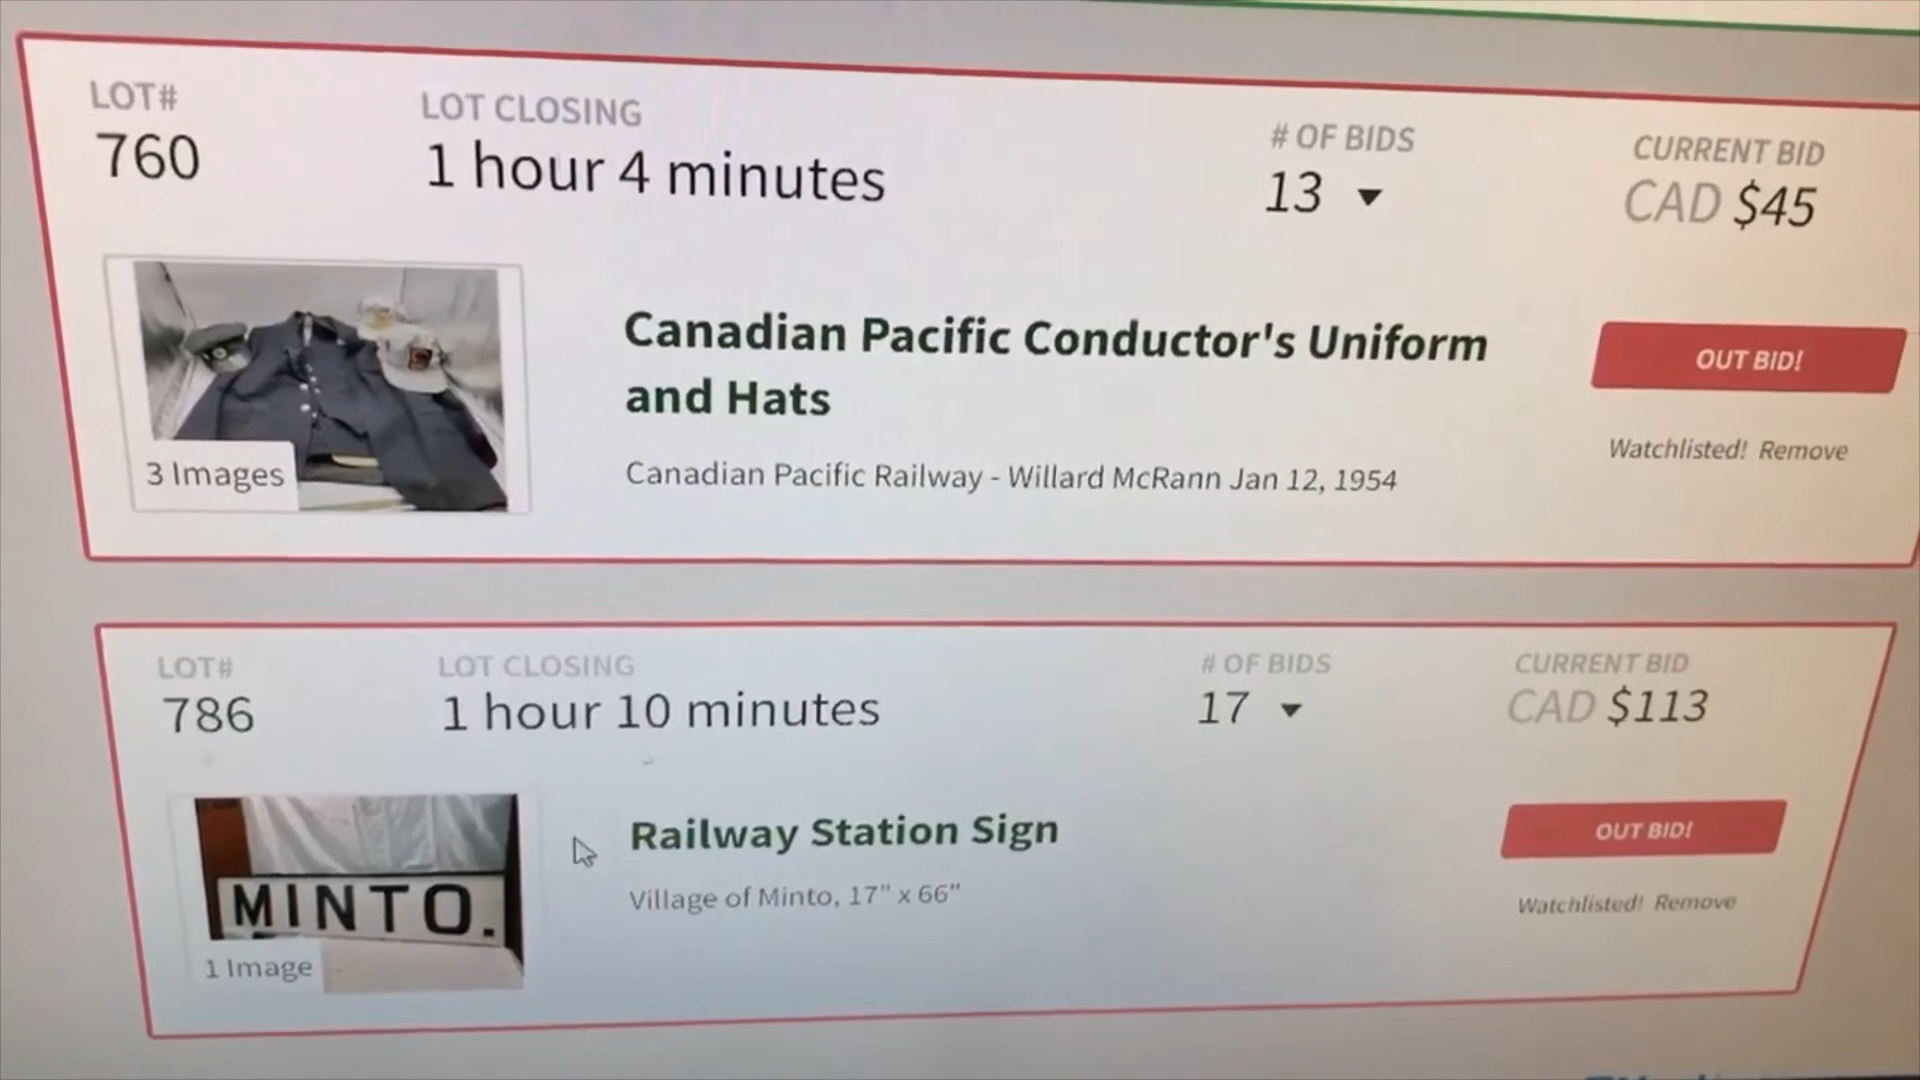 LOT#
760
LOT CLOSING
1 hour 4 minutes
# OF BIDS
13
CURRENT BID
CAD $45
3 Images
Canadian Pacific Conductor's Uniform
and Hats
Canadian Pacific Railway - Willard McRann Jan 12, 1954
OUT BID!
Watchlisted! Remove
LOT#
786
LOT CLOSING
1 hour 10 minutes
# OF BIDS
17
CURRENT BID
CAD $113
MINTO.
1 Image
Railway Station Sign
Village of Minto, 17" x 66"
OUT BID!
Watchlisted! Remove